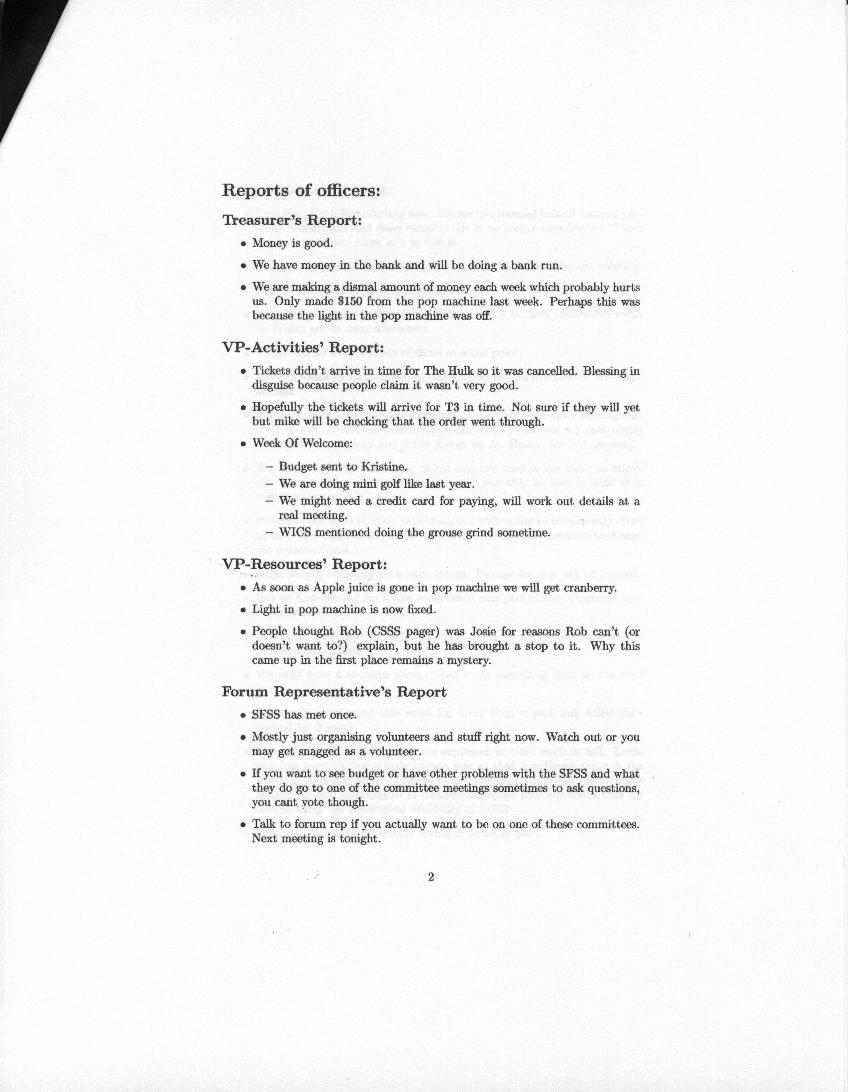 Reports of officers:
Treasurer's Report:
• Money is good.
• We have money in the bank and will be doing a bank run.
• We are making a dismal amount of money each week which probably hurts
us. Only made $150 from the pop machine last week. Perhaps this was
because the light in the pop machine was off.
VP-Activities' Report:
• Tickets didn't arrive in time for The Hulk so it was cancelled. Blessing in
disguise because people claim it wasn't very good.
• Hopefully the tickets will arrive for T3 in time. Not sure if they will yet
but mike will be checking that the order went through.
• Week Of Welcome:
– Budget sent to Kristine.
– We are doing mini golf like last year.
– We might need a credit card for paying, will work out details at a
real meeting.
– WICS mentioned doing the grouse grind sometime.
VP-Resources' Report:
• As soon as Apple juice is gone in pop machine we will get cranberry.
• Light in pop machine is now fixed.
• People thought Rob (CSSS pager) was Josie for reasons Rob can't (or
doesn't want to?) explain, but he has brought a stop to it. Why this
came up in the first place remains a mystery.
Forum Representative's Report
• SFSS has met once.
• Mostly just organising volunteers and stuff right now. Watch out or you
may get snagged as a volunteer.
• If you want to see budget or have other problems with the SFSS and what
they do go to one of the committee meetings sometimes to ask questions,
you cant vote though.
• Talk to forum rep if you actually want to be on one of these committees.
Next meeting is tonight.
2